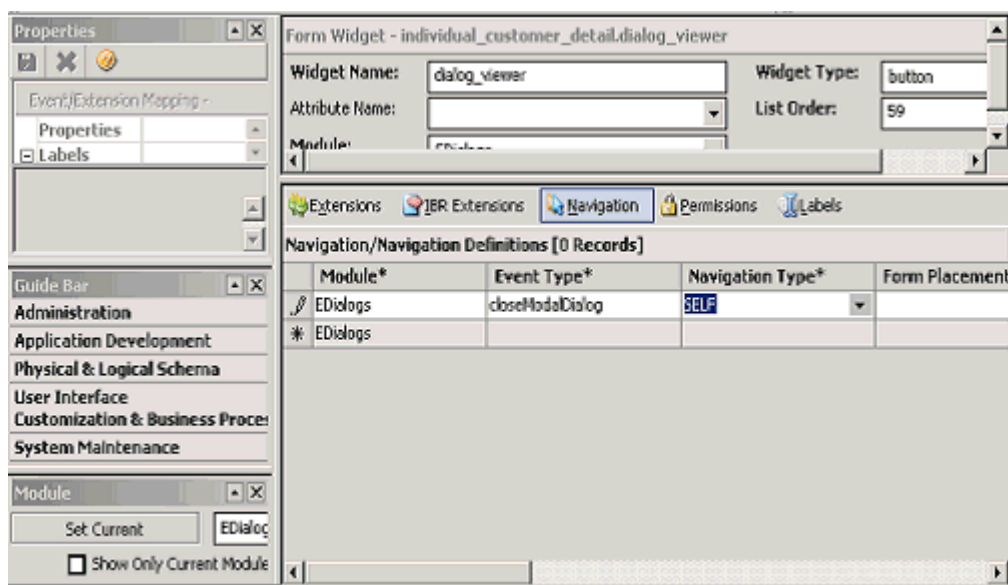 Properties
Event/Extension Mapping -
Properties
Labels
Guide Bar
Administration
Application Development
Physical & Logical Schema
User Interface
Customization & Business Proces
System Maintenance
Module
Set Current
EDialog
Show Only Current Module
Form Widget - individual_customer_detail.dialog_viewer
Widget Name: dialog_viewer Widget Type: button
Attribute Name: List Order: 59
Module: EDialogs
Extensions IBR Extensions Navigation Permissions Labels
Navigation/Navigation Definitions [0 Records]
Module* Event Type* Navigation Type* Form Placement
EDialogs closeModalDialog SELF
EDialogs